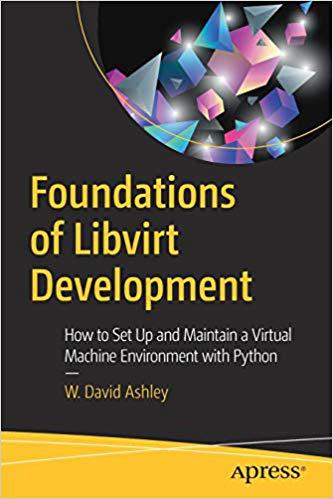 Foundations
of Libvirt
Development
How to Set Up and Maintain a Virtual
Machine Environment with Python
—
W. David Ashley
Apress®